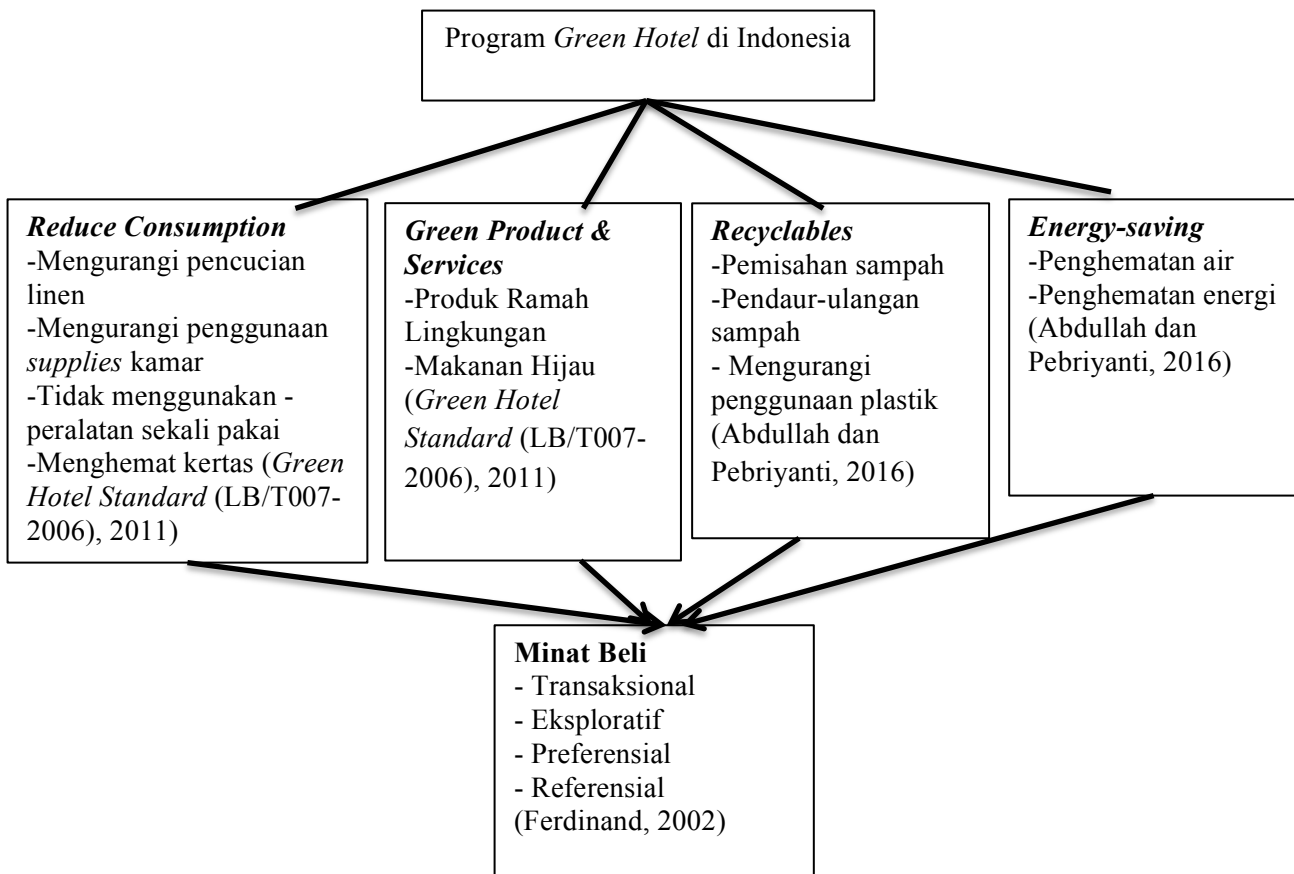 Program Green Hotel di Indonesia
Reduce Consumption
-Mengurangi pencucian
linen
-Mengurangi penggunaan
supplies kamar
-Tidak menggunakan -
peralatan sekali pakai
-Menghemat kertas (Green
Hotel Standard (LB/T007-
2006), 2011)
Green Product &
Services
-Produk Ramah
Lingkungan
-Makanan Hijau
(Green Hotel
Standard (LB/T007-
2006), 2011)
Recyclables
-Pemisahan sampah
-Pendaur-ulangan
sampah
- Mengurangi
penggunaan plastik
(Abdullah dan
Pebriyanti, 2016)
Energy-saving
-Penghematan air
-Penghematan energi
(Abdullah dan
Pebriyanti, 2016)
Minat Beli
- Transaksional
- Eksploratif
- Preferensial
- Referensial
(Ferdinand, 2002)